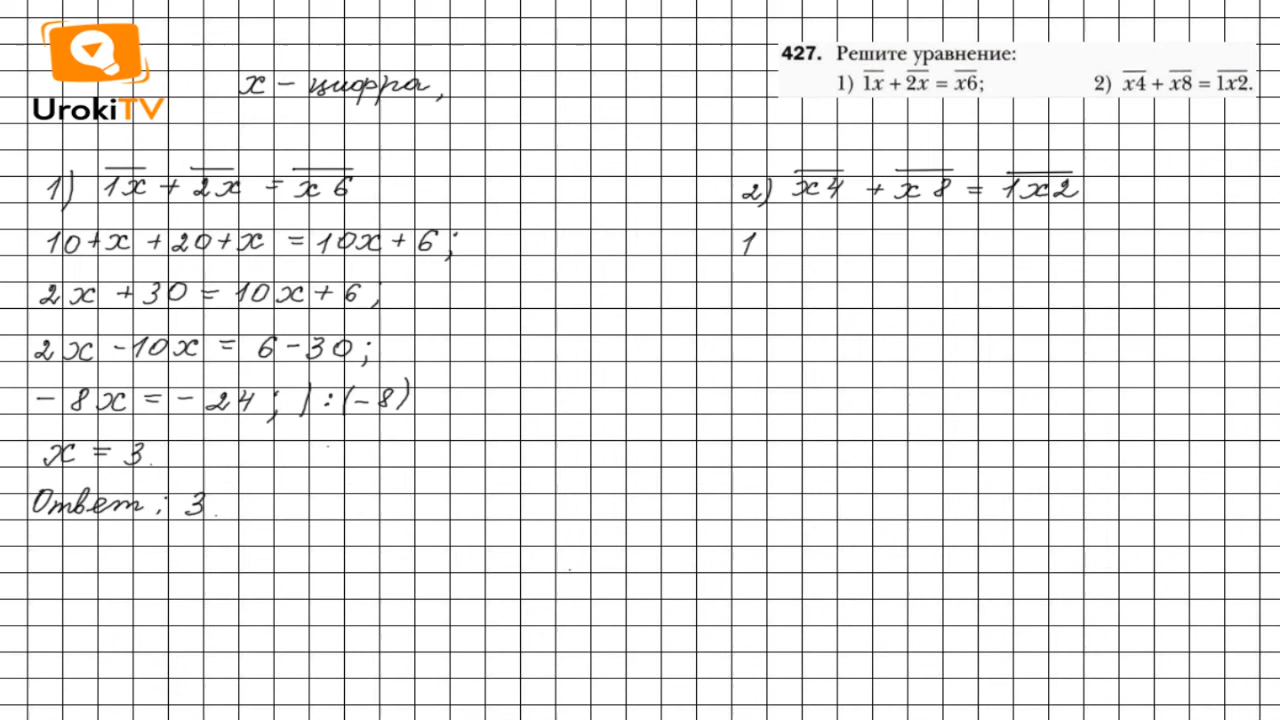 UrokiTV
x - цифра,
427. Решите уравнение:
1) 1x + 2x = x6; 2) x4 + x8 = 1x2.
1) 1x + 2x = x6
10+x + 20+x = 10x + 6;
2x + 30 = 10x + 6;
2x - 10x = 6 - 30;
- 8x = - 24; | : (- 8)
x = 3.
Ответ: 3.
2) x4 + x8 = 1x2
1